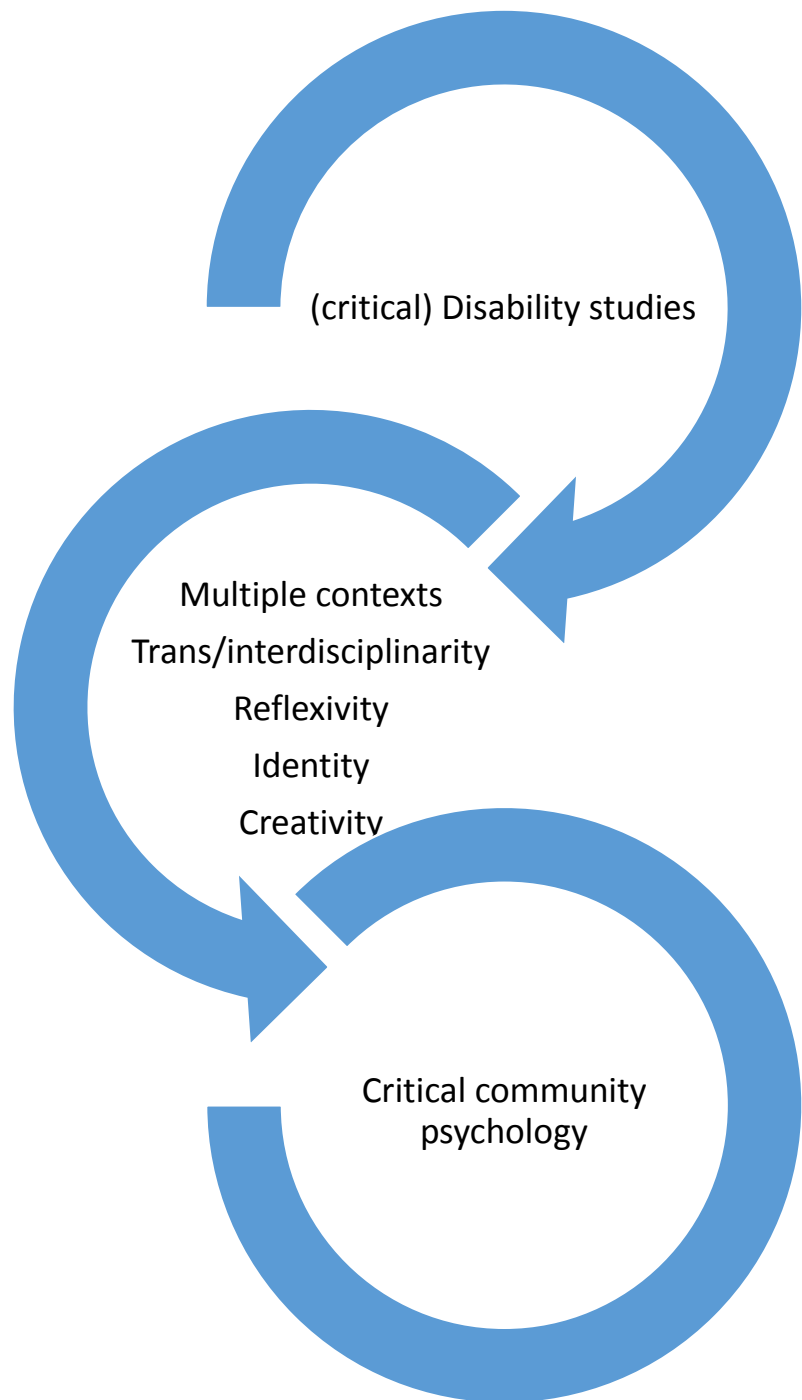 (critical) Disability studies
Multiple contexts
Trans/interdisciplinarity
Reflexivity
Identity
Creativity
Critical community
psychology